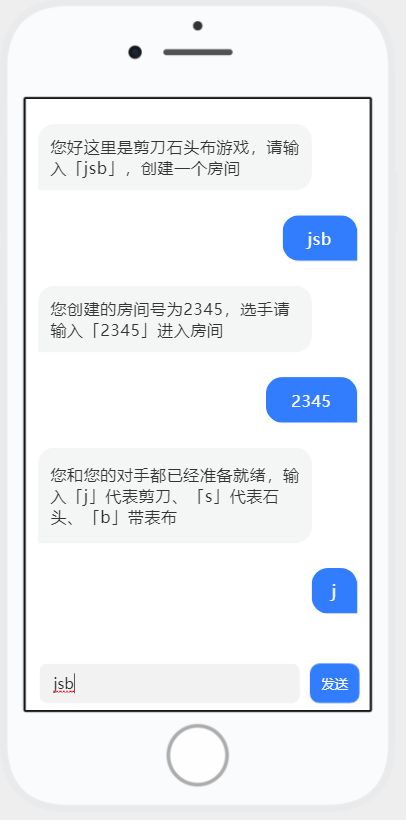 您好这里是剪刀石头布游戏，请输
入「jsb」，创建一个房间
jsb
您创建的房间号为2345，选手请
输入「2345」进入房间
2345
您和您的对手都已经准备就绪，输
入「j」代表剪刀、「s」代表石
头、「b」带表布
j
jsb
发送